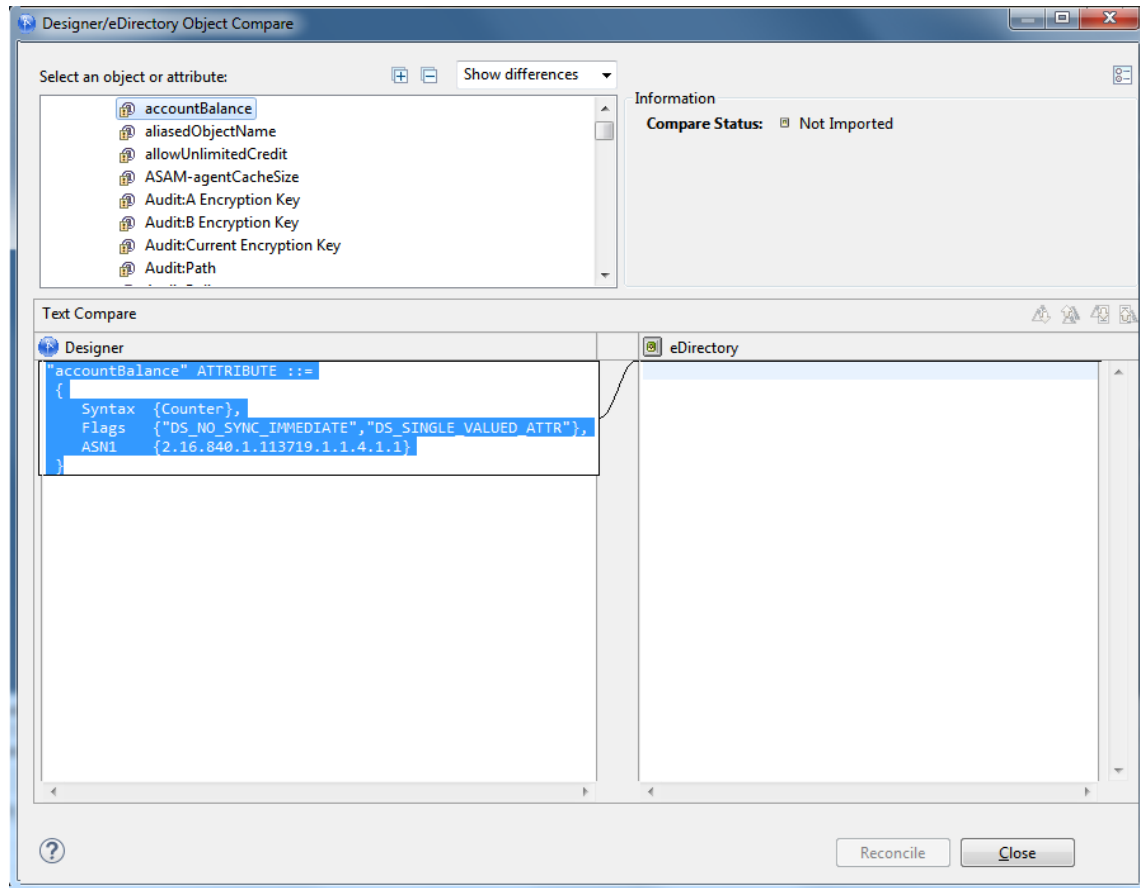 Designer/eDirectory Object Compare
Select an object or attribute:
Show differences
accountBalance
aliasedObjectName
allowUnlimitedCredit
ASAM-agentCacheSize
Audit:A Encryption Key
Audit:B Encryption Key
Audit:Current Encryption Key
Audit:Path
Information
Compare Status: Not Imported
Text Compare
Designer
"accountBalance" ATTRIBUTE ::=
{
Syntax {Counter},
Flags {"DS_NO_SYNC_IMMEDIATE","DS_SINGLE_VALUED_ATTR"},
ASN1 {2.16.840.1.113719.1.1.4.1.1}
}
eDirectory
Reconcile
Close